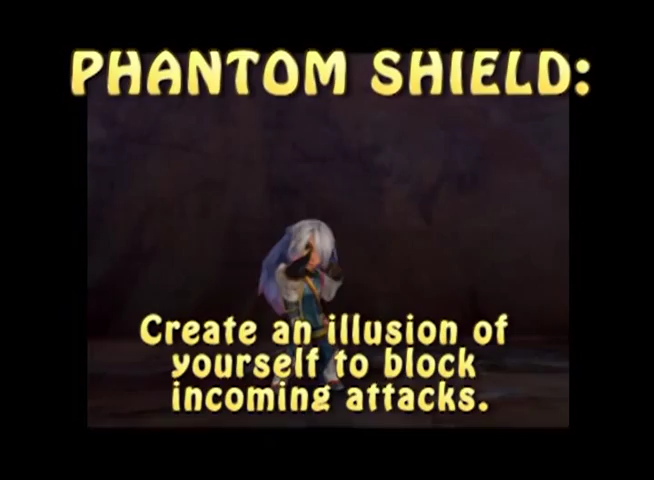 PHANTOM SHIELD:
Create an illusion of
yourself to block
incoming attacks.